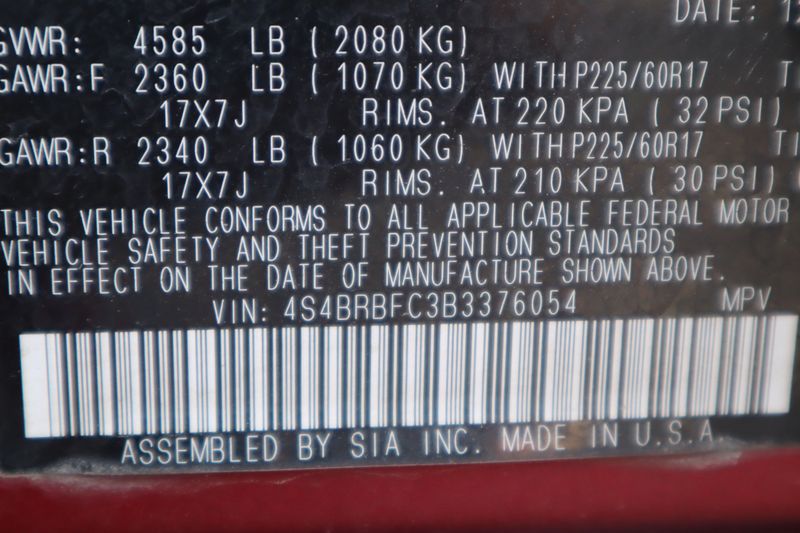 DATE: 12
GVWR: 4585 LB ( 2080 KG)
GAWR:F 2360 LB ( 1070 KG) WITH P225/60R17
17X7J RIMS. AT 220 KPA ( 32 PSI)
GAWR:R 2340 LB ( 1060 KG) WITH P225/60R17 TI
17X7J RIMS. AT 210 KPA ( 30 PSI)
THIS VEHICLE CONFORMS TO ALL APPLICABLE FEDERAL MOTOR
VEHICLE SAFETY AND THEFT PREVENTION STANDARDS
IN EFFECT ON THE DATE OF MANUFACTURE SHOWN ABOVE.
VIN: 4S4BRBFC3B3376054 MPV
ASSEMBLED BY SIA INC. MADE IN U.S.A.